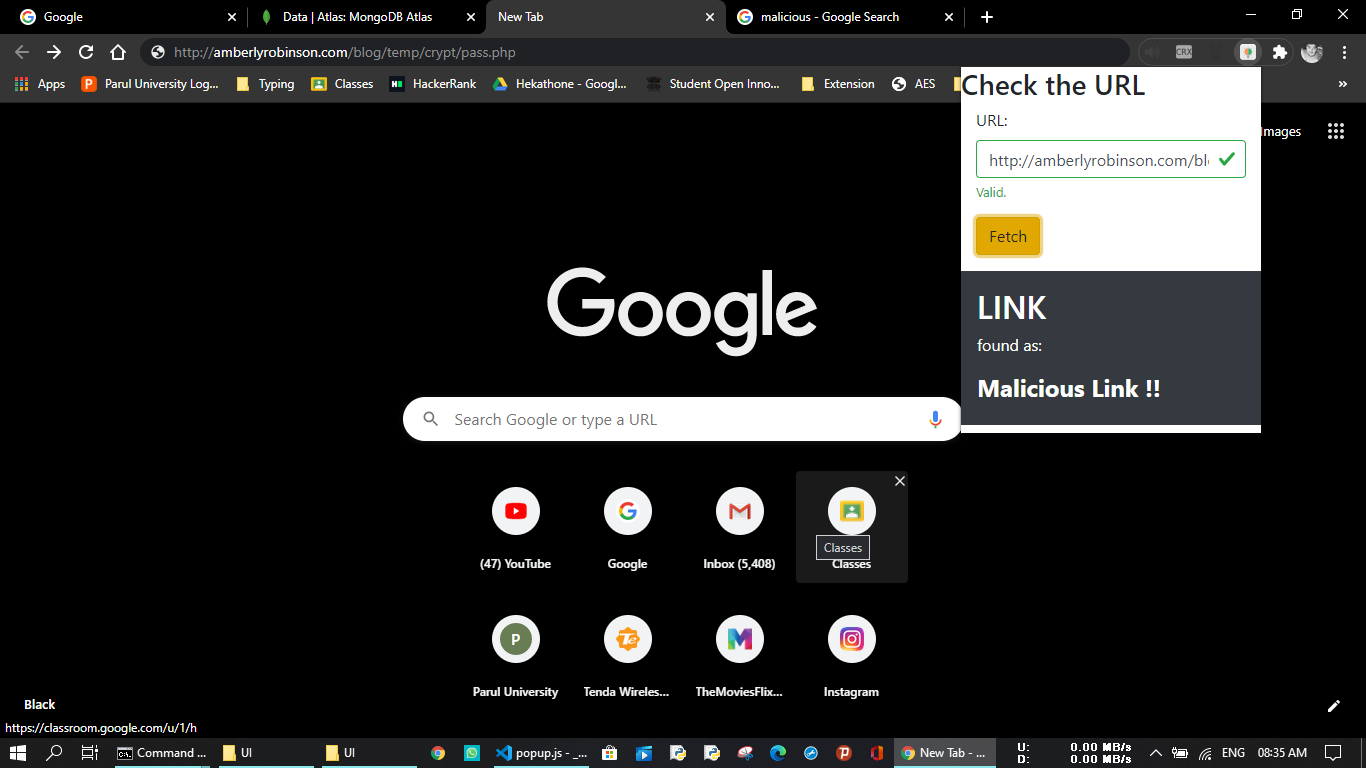 Google
Data | Atlas: MongoDB Atlas
New Tab
malicious - Google Search
http://amberlyrobinson.com/blog/temp/crypt/pass.php
CRX
Apps
Parul University Log...
Typing
Classes
HackerRank
Hekathone - Googl...
Student Open Inno...
Extension
AES
»
Images
Check the URL
URL:
http://amberlyrobinson.com/bl
Valid.
Fetch
LINK
found as:
Malicious Link !!
Google
Search Google or type a URL
(47) YouTube
Google
Inbox (5,408)
Classes
Classes
P
Parul University
Tenda Wireles...
TheMoviesFlix...
Instagram
Black
https://classroom.google.com/u/1/h
Command ...
UI
UI
popup.js - _...
New Tab - ...
U: 0.00 MB/s
D: 0.00 MB/s
ENG
08:35 AM